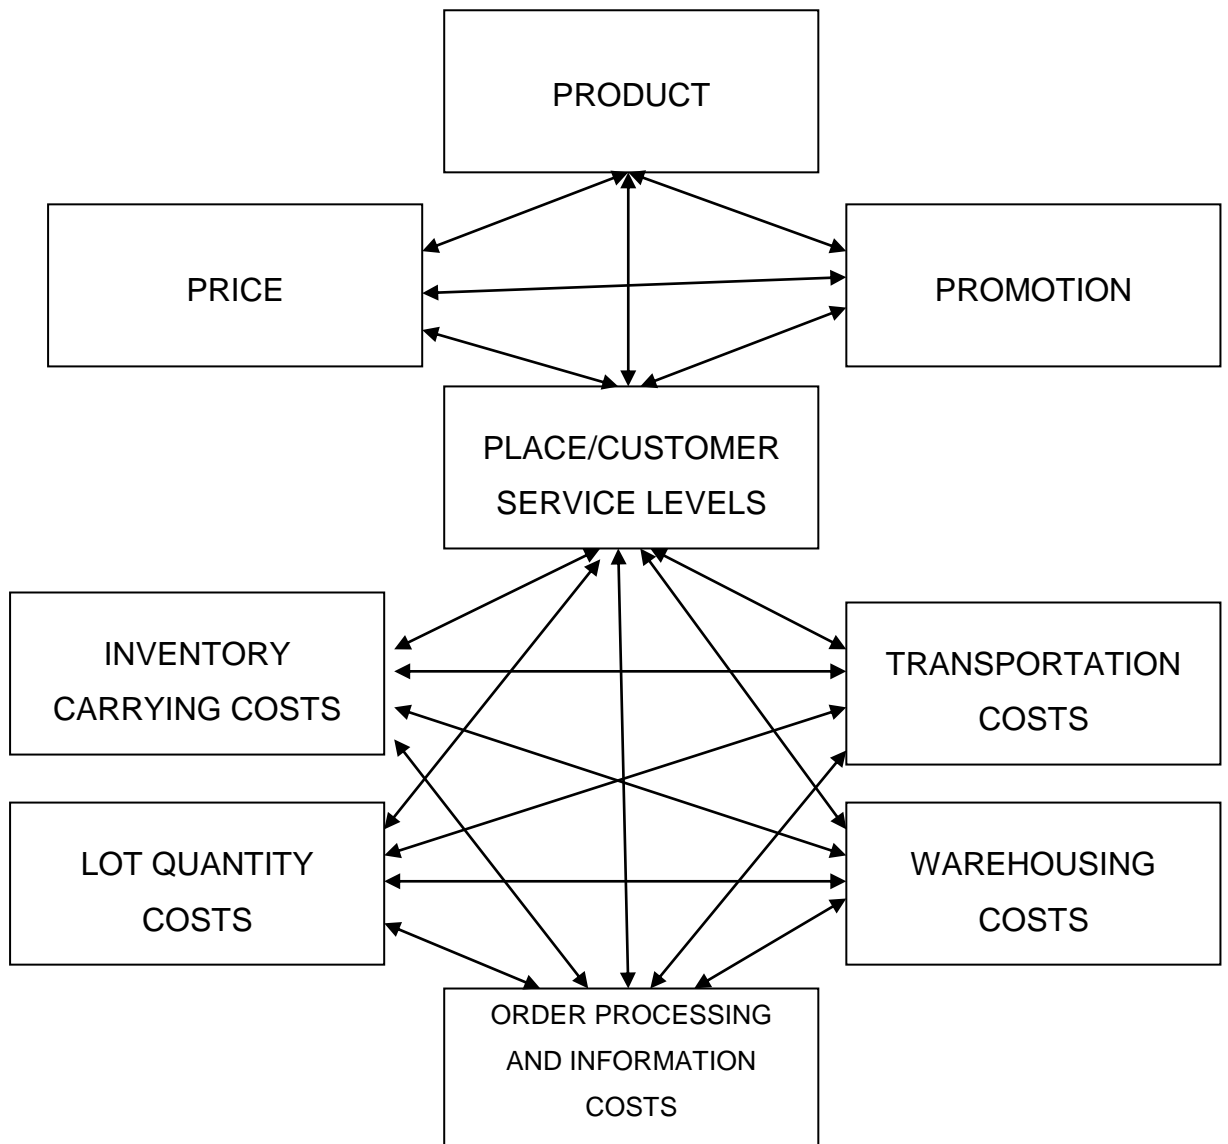 PRODUCT
PRICE
PROMOTION
PLACE/CUSTOMER
SERVICE LEVELS
INVENTORY
CARRYING COSTS
TRANSPORTATION
COSTS
LOT QUANTITY
COSTS
WAREHOUSING
COSTS
ORDER PROCESSING
AND INFORMATION
COSTS